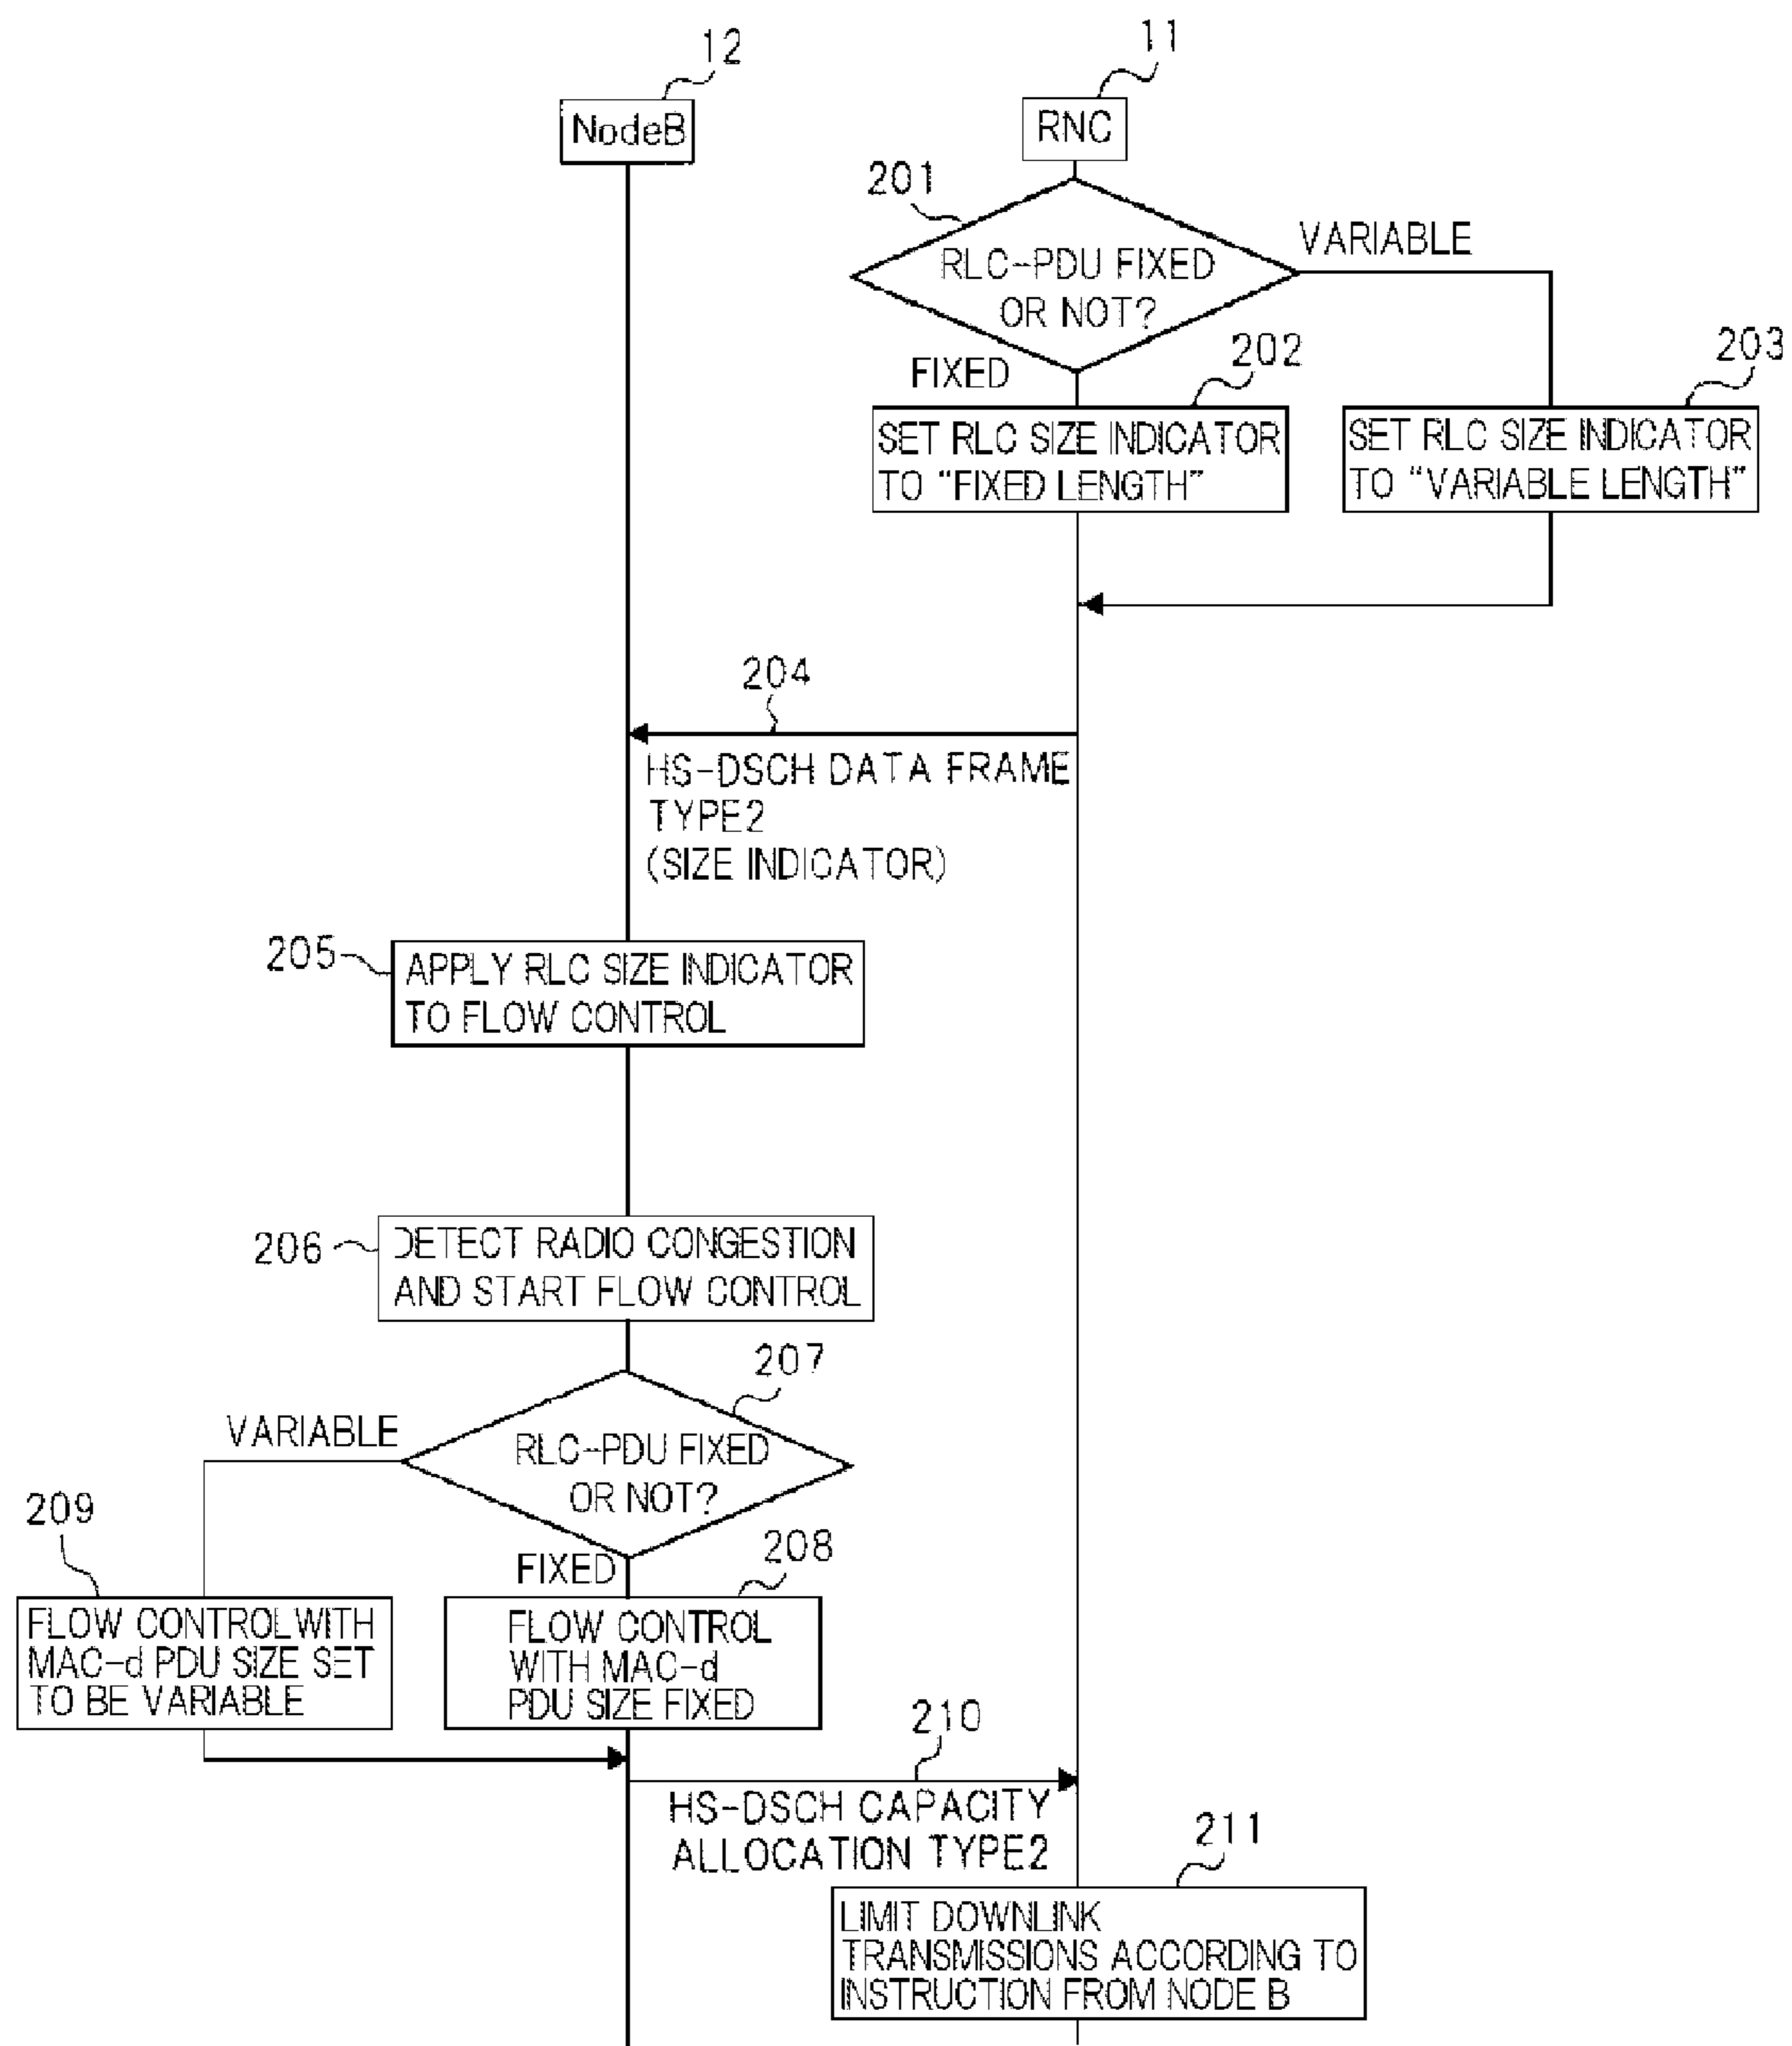 12
11
NodeB
RNC
201
VARIABLE
RLC-PDU FIXED
OR NOT?
202
203
FIXED
SET RLC SIZE INDICATOR
TO "FIXED LENGTH"
SET RLC SIZE INDICATOR
TO "VARIABLE LENGTH"
204
HS-DSCH DATA FRAME
TYPE2
(SIZE INDICATOR)
205
APPLY RLC SIZE INDICATOR
TO FLOW CONTROL
206
DETECT RADIO CONGESTION
AND START FLOW CONTROL
207
VARIABLE
RLC-PDU FIXED
OR NOT?
209
208
FIXED
FLOW CONTROL WITH
MAC-d PDU SIZE SET
TO BE VARIABLE
FLOW CONTROL
WITH MAC-d
PDU SIZE FIXED
210
HS-DSCH CAPACITY
ALLOCATION TYPE2
211
LIMIT DOWNLINK
TRANSMISSIONS ACCORDING TO
INSTRUCTION FROM NODE B